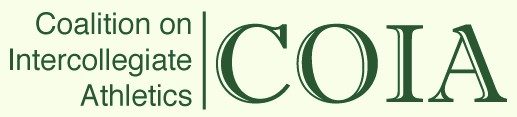 Coalition on
Intercollegiate
Athletics
COIA